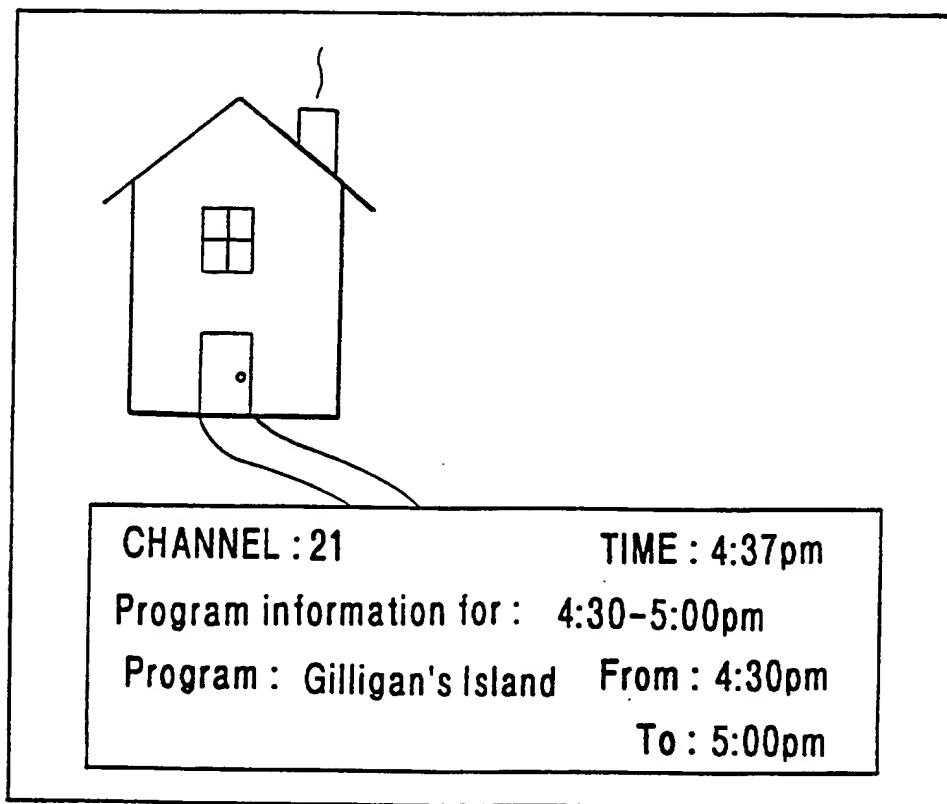 CHANNEL : 21 TIME : 4:37pm
Program information for : 4:30-5:00pm
Program : Gilligan's Island From : 4:30pm
To : 5:00pm